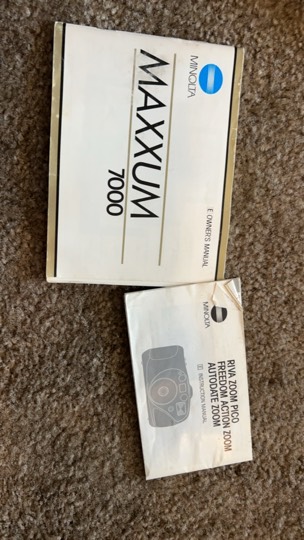 MINOLTA
MAXXUM
7000
E OWNER'S MANUAL
MINOLTA
RIVA ZOOM PICO
FREEDOM ACTION ZOOM
AUTODATE ZOOM
E INSTRUCTION MANUAL